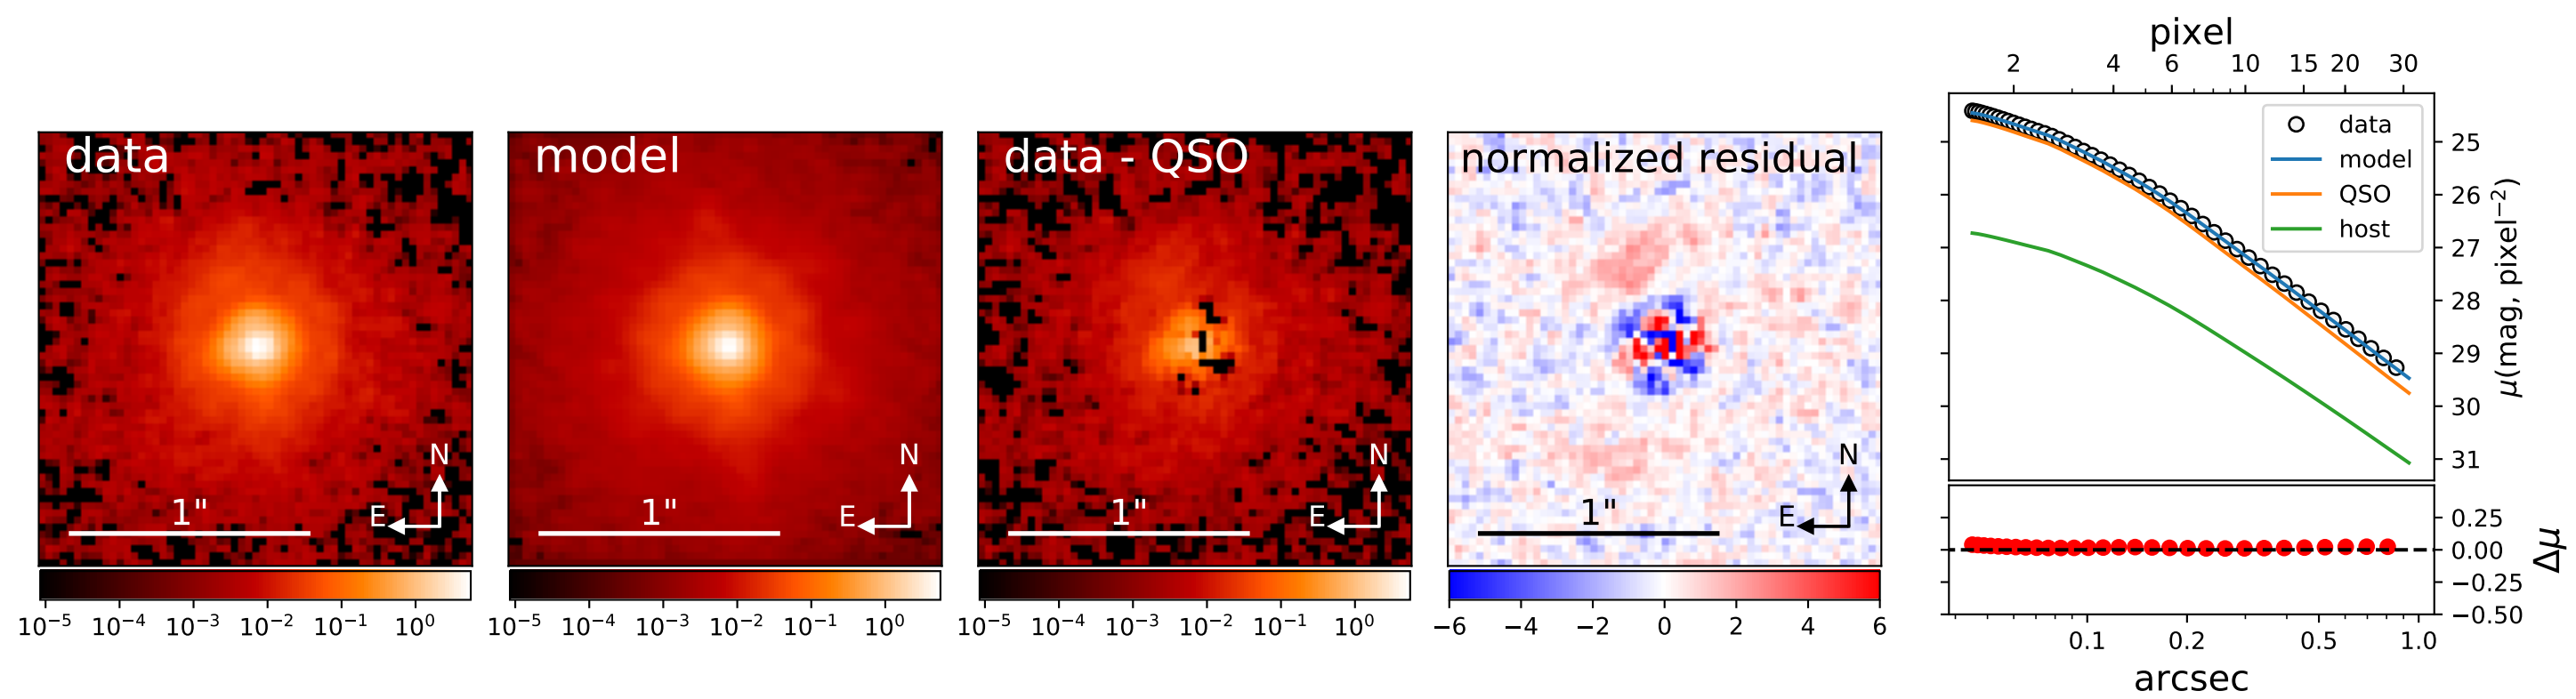 data
1"
N
E
10⁻⁵ 10⁻⁴ 10⁻³ 10⁻² 10⁻¹ 10⁰
model
1"
N
E
10⁻⁵ 10⁻⁴ 10⁻³ 10⁻² 10⁻¹ 10⁰
data - QSO
1"
N
E
10⁻⁵ 10⁻⁴ 10⁻³ 10⁻² 10⁻¹ 10⁰
normalized residual
1"
N
E
−6 −4 −2 0 2 4 6
pixel
2 4 6 10 15 20 30
data
model
QSO
host
25
26
27
28
29
30
31
μ(mag, pixel⁻²)
0.25
0.00
−0.25
−0.50
Δμ
0.1 0.2 0.5 1.0
arcsec